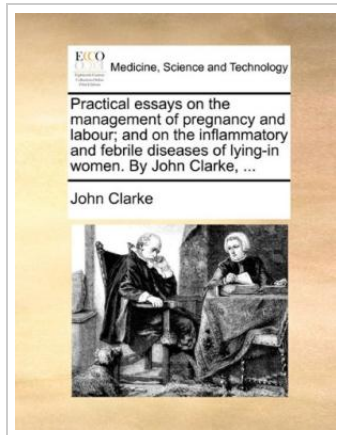 ECCO
Medicine, Science and Technology
Practical essays on the
management of pregnancy and
labour; and on the inflammatory
and febrile diseases of lying-in
women. By John Clarke, ...
John Clarke